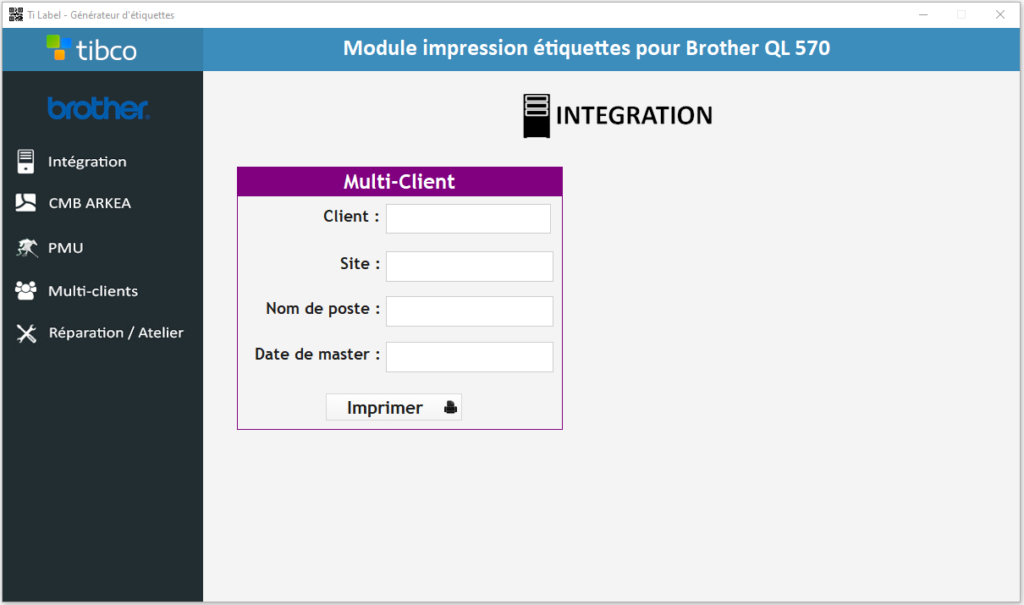 Ti Label - Générateur d'étiquettes
tibco
Module impression étiquettes pour Brother QL 570
brother
INTEGRATION
Intégration
CMB ARKEA
PMU
Multi-clients
Réparation / Atelier
Multi-Client
Client :
Site :
Nom de poste :
Date de master :
Imprimer